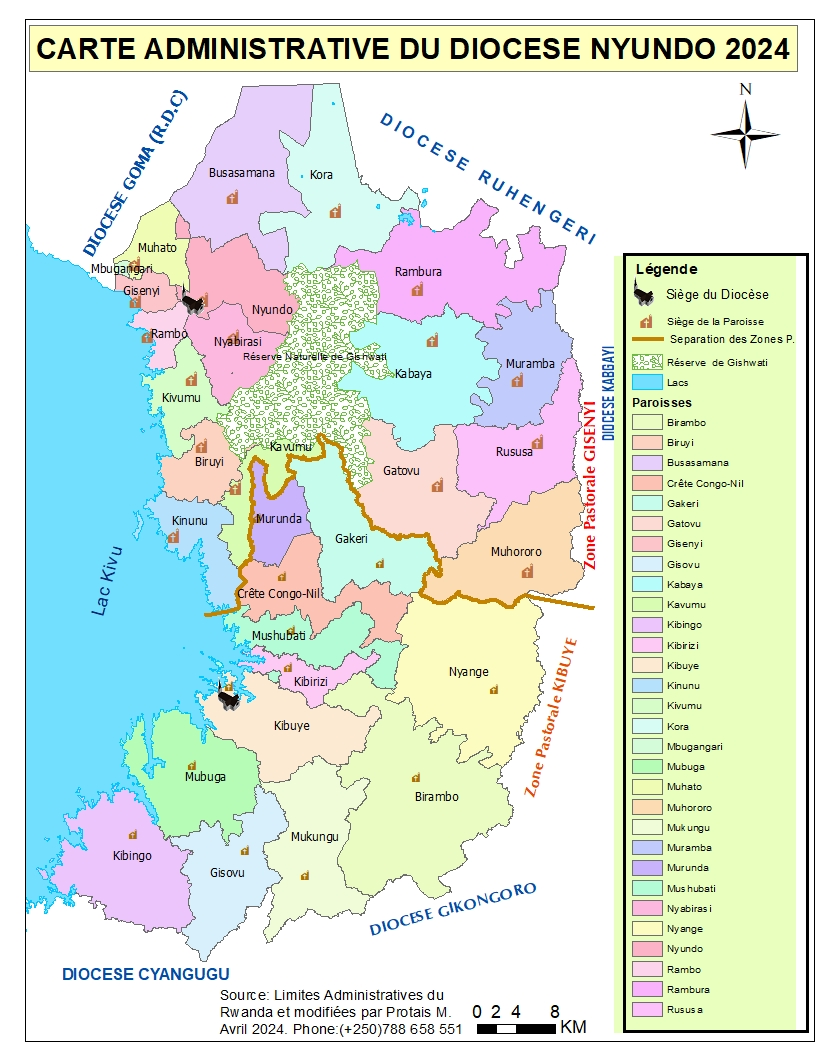 CARTE ADMINISTRATIVE DU DIOCESE NYUNDO 2024
DIOCESE GOMA (R.D.C)
DIOCESE RUHENGERI
N
Busasamana
Kora
Muhato
Mbugangari
Gisenyi
Rambura
Nyundo
Rambo
Nyabirasi
Réserve Naturelle de Gishwati
Kabaya
Muramba
Kivumu
Kavumu
Biruyi
Gatovu
Rususa
Kinunu
Murunda
Gakeri
Muhororo
Lac Kivu
Crête Congo-Nil
Mushubati
Kibirizi
Nyange
Kibuye
Mubuga
Birambo
Mukungu
Kibingo
Gisovu
DIOCESE KABGAYI
Zone Pastorale GISENYI
Zone Pastorale KIBUYE
DIOCESE GIKONGORO
DIOCESE CYANGUGU
Légende
Siège du Diocèse
Siège de la Paroisse
Separation des Zones P.
Réserve de Gishwati
Lacs
Paroisses
Birambo
Biruyi
Busasamana
Crête Congo-Nil
Gakeri
Gatovu
Gisenyi
Gisovu
Kabaya
Kavumu
Kibingo
Kibirizi
Kibuye
Kinunu
Kivumu
Kora
Mbugangari
Mubuga
Muhato
Muhororo
Mukungu
Muramba
Murunda
Mushubati
Nyabirasi
Nyange
Nyundo
Rambo
Rambura
Rususa
Source: Limites Administratives du
Rwanda et modifiées par Protais M.
Avril 2024. Phone:(+250)788 658 551
0 2 4 8
KM